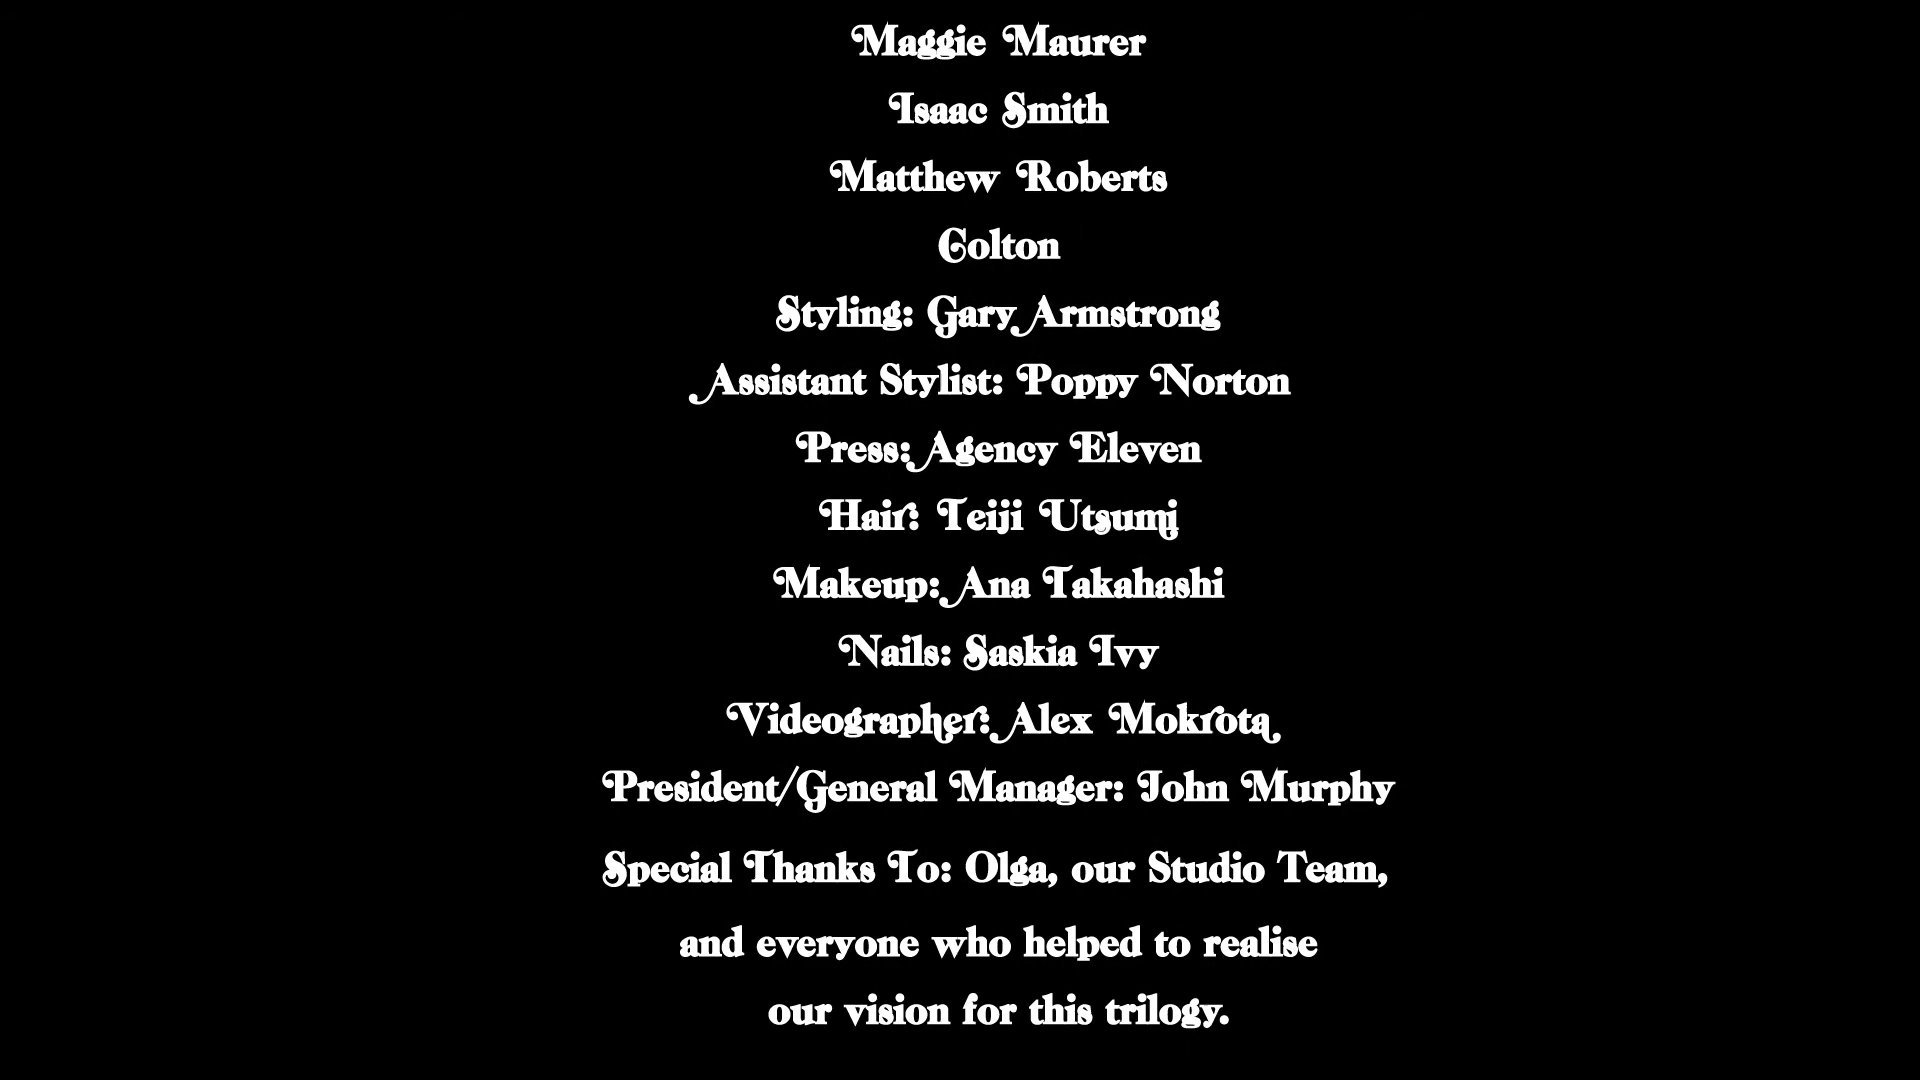 Maggie Maurer
Isaac Smith
Matthew Roberts
Colton
Styling: Gary Armstrong
Assistant Stylist: Poppy Norton
Press: Agency Eleven
Hair: Teiji Utsumi
Makeup: Ana Takahashi
Nails: Saskia Ivy
Videographer: Alex Mokrota
President/General Manager: John Murphy
Special Thanks To: Olga, our Studio Team,
and everyone who helped to realise
our vision for this trilogy.